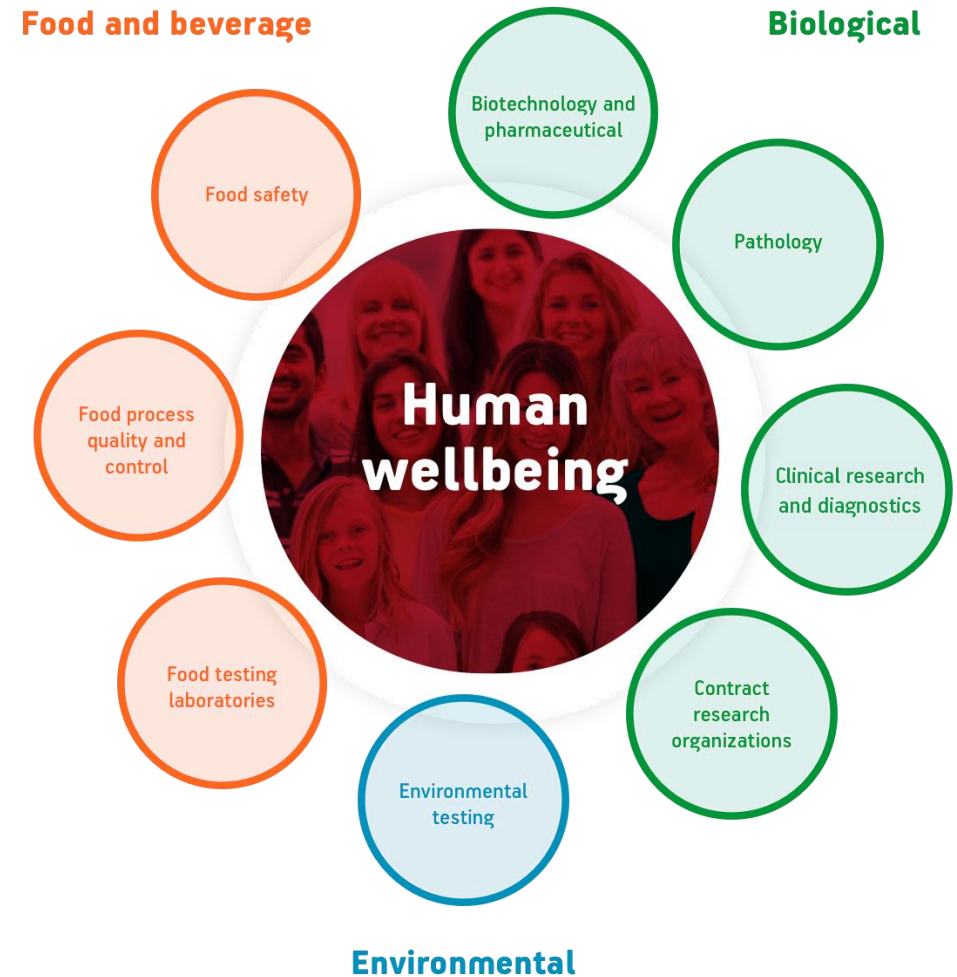 Food and beverage
Biological
Biotechnology and
pharmaceutical
Food safety
Pathology
Human
wellbeing
Food process
quality and
control
Clinical research
and diagnostics
Food testing
laboratories
Contract
research
organizations
Environmental
testing
Environmental